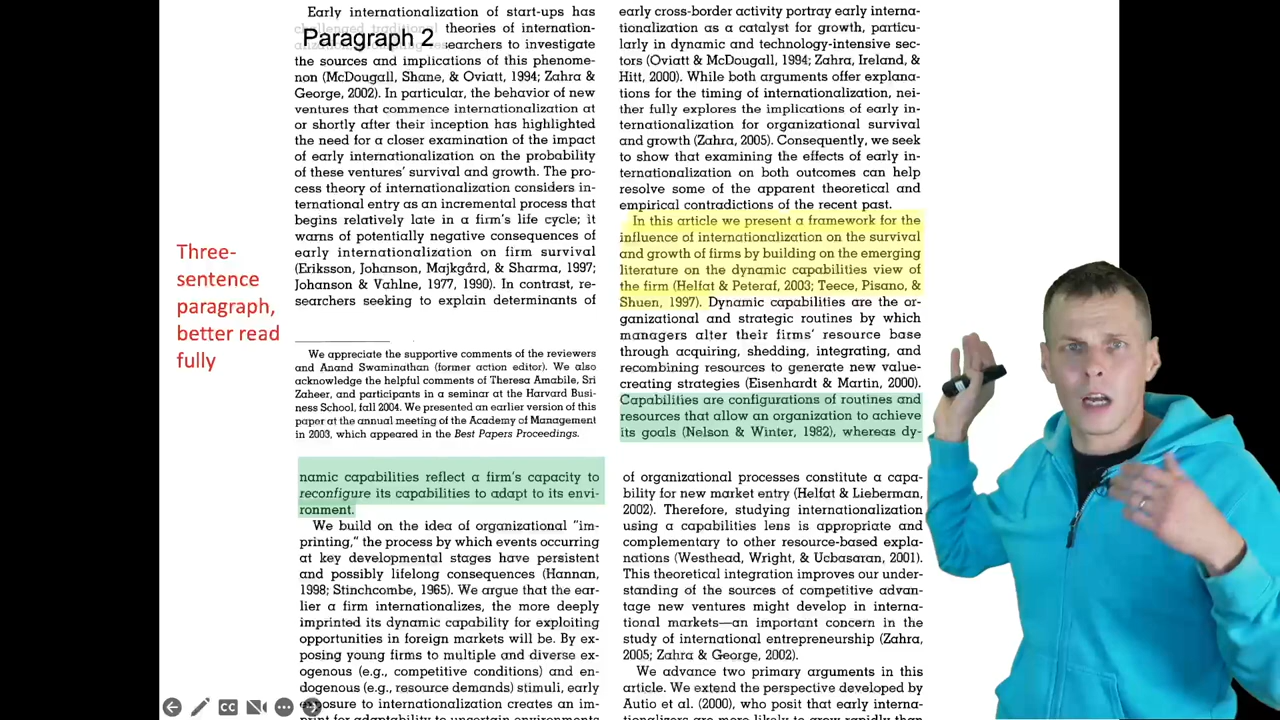 Early internationalization of start-ups has
challenged traditional theories of internation-
Paragraph 2
searchers to investigate
the sources and implications of this phenome-
non (McDougall, Shane, & Oviatt, 1994; Zahra &
George, 2002). In particular, the behavior of new
ventures that commence internationalization at
or shortly after their inception has highlighted
the need for a closer examination of the impact
of early internationalization on the probability
of these ventures' survival and growth. The pro-
cess theory of internationalization considers in-
ternational entry as an incremental process that
begins relatively late in a firm's life cycle; it
warns of potentially negative consequences of
early internationalization on firm survival
(Eriksson, Johanson, Majkgård, & Sharma, 1997;
Johanson & Vahlne, 1977, 1990). In contrast, re-
searchers seeking to explain determinants of
Three-
sentence
paragraph,
better read
fully
We appreciate the supportive comments of the reviewers
and Anand Swaminathan (former action editor). We also
acknowledge the helpful comments of Theresa Amabile, Sri
Zaheer, and participants in a seminar at the Harvard Busi-
ness School, fall 2004. We presented an earlier version of this
paper at the annual meeting of the Academy of Management
in 2003, which appeared in the Best Papers Proceedings.
early cross-border activity portray early interna-
tionalization as a catalyst for growth, particu-
larly in dynamic and technology-intensive sec-
tors (Oviatt & McDougall, 1994; Zahra, Ireland, &
Hitt, 2000). While both arguments offer explana-
tions for the timing of internationalization, nei-
ther fully explores the implications of early in-
ternationalization for organizational survival
and growth (Zahra, 2005). Consequently, we seek
to show that examining the effects of early in-
ternationalization on both outcomes can help
resolve some of the apparent theoretical and
empirical contradictions of the recent past.
In this article we present a framework for the
influence of internationalization on the survival
and growth of firms by building on the emerging
literature on the dynamic capabilities view of
the firm (Helfat & Peteraf, 2003; Teece, Pisano, &
Shuen, 1997). Dynamic capabilities are the or-
ganizational and strategic routines by which
managers alter their firms' resource base
through acquiring, shedding, integrating, and
recombining resources to generate new value-
creating strategies (Eisenhardt & Martin, 2000).
Capabilities are configurations of routines and
resources that allow an organization to achieve
its goals (Nelson & Winter, 1982), whereas dy-
namic capabilities reflect a firm's capacity to
reconfigure its capabilities to adapt to its envi-
ronment.
We build on the idea of organizational "im-
printing," the process by which events occurring
at key developmental stages have persistent
and possibly lifelong consequences (Hannan,
1998; Stinchcombe, 1965). We argue that the ear-
lier a firm internationalizes, the more deeply
imprinted its dynamic capability for exploiting
opportunities in foreign markets will be. By ex-
posing young firms to multiple and diverse ex-
ogenous (e.g., competitive conditions) and en-
dogenous (e.g., resource demands) stimuli, early
exposure to internationalization creates an im-
print for adaptability to uncertain environments
of organizational processes constitute a capa-
bility for new market entry (Helfat & Lieberman,
2002). Therefore, studying internationalization
using a capabilities lens is appropriate and
complementary to other resource-based expla-
nations (Westhead, Wright, & Ucbasaran, 2001).
This theoretical integration improves our under-
standing of the sources of competitive advan-
tage new ventures might develop in interna-
tional markets—an important concern in the
study of international entrepreneurship (Zahra,
2005; Zahra & George, 2002).
We advance two primary arguments in this
article. We extend the perspective developed by
Autio et al. (2000), who posit that early interna-
tionalizers are more likely to grow rapidly than
CC